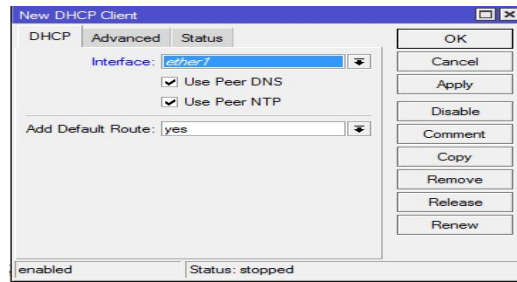 New DHCP Client
DHCP Advanced Status
Interface: ether1
Use Peer DNS
Use Peer NTP
Add Default Route: yes
OK
Cancel
Apply
Disable
Comment
Copy
Remove
Release
Renew
enabled Status: stopped